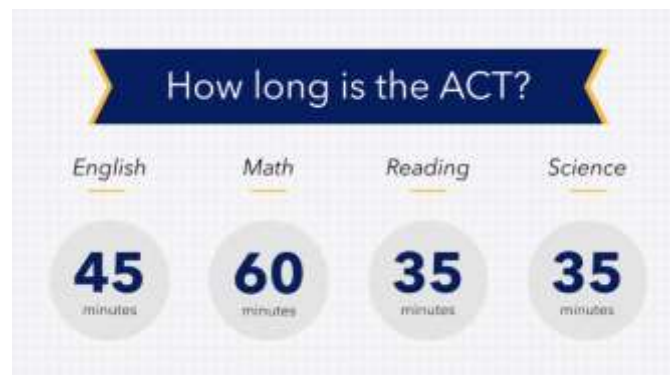 How long is the ACT?
English Math Reading Science
45 60 35 35
minutes minutes minutes minutes